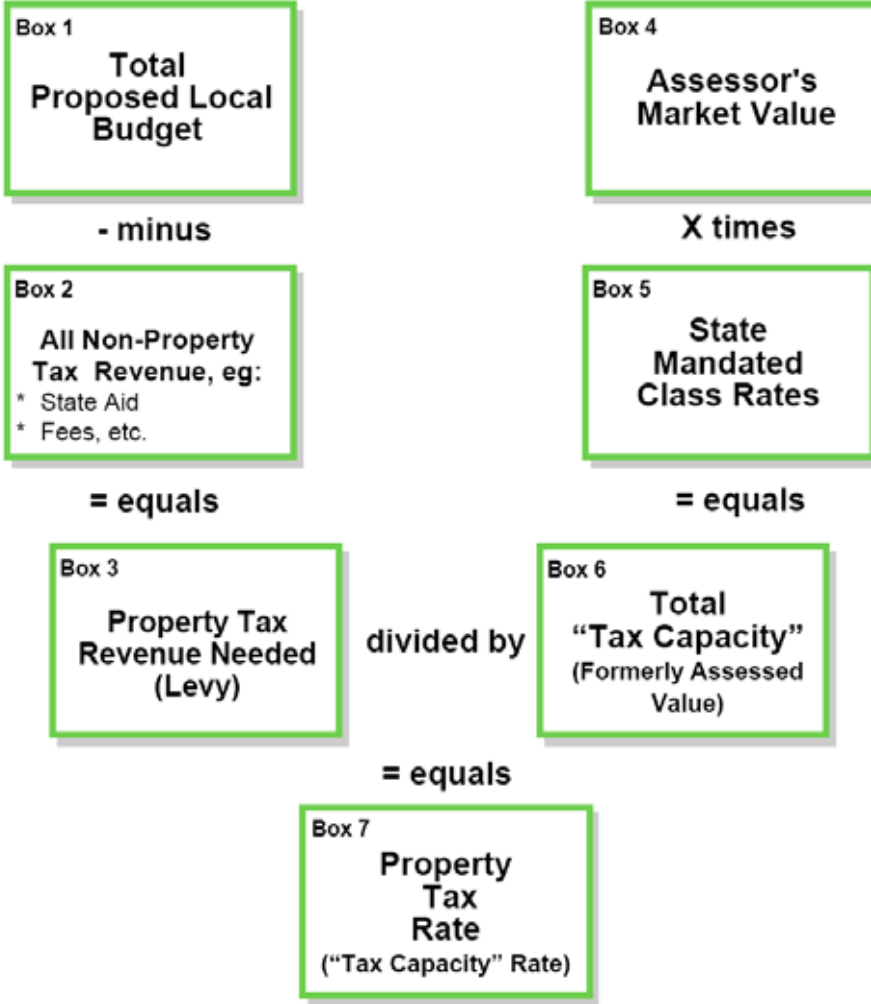 Box 1
Total
Proposed Local
Budget
- minus
Box 2
All Non-Property
Tax Revenue, eg:
* State Aid
* Fees, etc.
= equals
Box 3
Property Tax
Revenue Needed
(Levy)
divided by
Box 4
Assessor's
Market Value
X times
Box 5
State
Mandated
Class Rates
= equals
Box 6
Total
“Tax Capacity”
(Formerly Assessed
Value)
= equals
Box 7
Property
Tax
Rate
(“Tax Capacity” Rate)